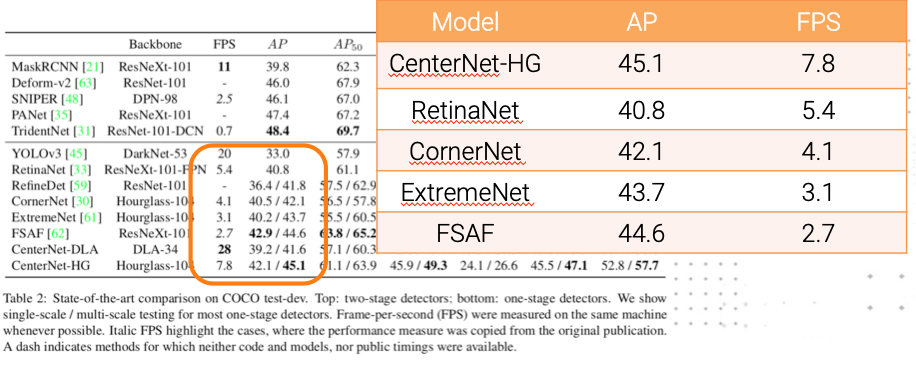 Backbone FPS AP AP50
MaskRCNN [21] ResNeXt-101 11 39.8 62.3
Deform-v2 [63] ResNet-101 - 46.0 67.9
SNIPER [48] DPN-98 2.5 46.1 67.0
PANet [35] ResNeXt-101 - 47.4 67.2
TridentNet [31] ResNet-101-DCN 0.7 48.4 69.7
YOLOv3 [45] DarkNet-53 20 33.0 57.9
RetinaNet [33] ResNeXt-101-FPN 5.4 40.8 61.1
RefineDet [59] ResNet-101 - 36.4 / 41.8 57.5 / 62.9
CornerNet [30] Hourglass-104 4.1 40.5 / 42.1 56.5 / 57.8
ExtremeNet [61] Hourglass-104 3.1 40.2 / 43.7 55.5 / 60.5
FSAF [62] ResNeXt-101 2.7 42.9 / 44.6 63.8 / 65.2
CenterNet-DLA DLA-34 28 39.2 / 41.6 57.1 / 60.3
CenterNet-HG Hourglass-104 7.8 42.1 / 45.1 61.1 / 63.9 45.9 / 49.3 24.1 / 26.6 45.5 / 47.1 52.8 / 57.7
Table 2: State-of-the-art comparison on COCO test-dev. Top: two-stage detectors; bottom: one-stage detectors. We show
single-scale / multi-scale testing for most one-stage detectors. Frame-per-second (FPS) were measured on the same machine
whenever possible. Italic FPS highlight the cases, where the performance measure was copied from the original publication.
A dash indicates methods for which neither code and models, nor public timings were available.
Model AP FPS
CenterNet-HG 45.1 7.8
RetinaNet 40.8 5.4
CornerNet 42.1 4.1
ExtremeNet 43.7 3.1
FSAF 44.6 2.7